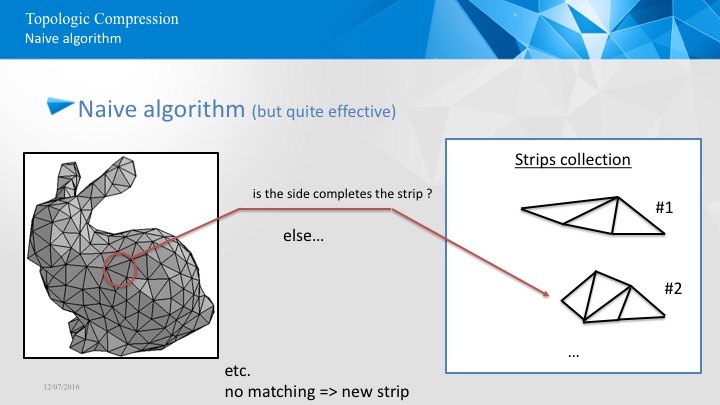 Topologic Compression
Naive algorithm
Naive algorithm (but quite effective)
Strips collection
is the side completes the strip ?
#1
else...
#2
...
etc.
no matching => new strip
12/07/2016